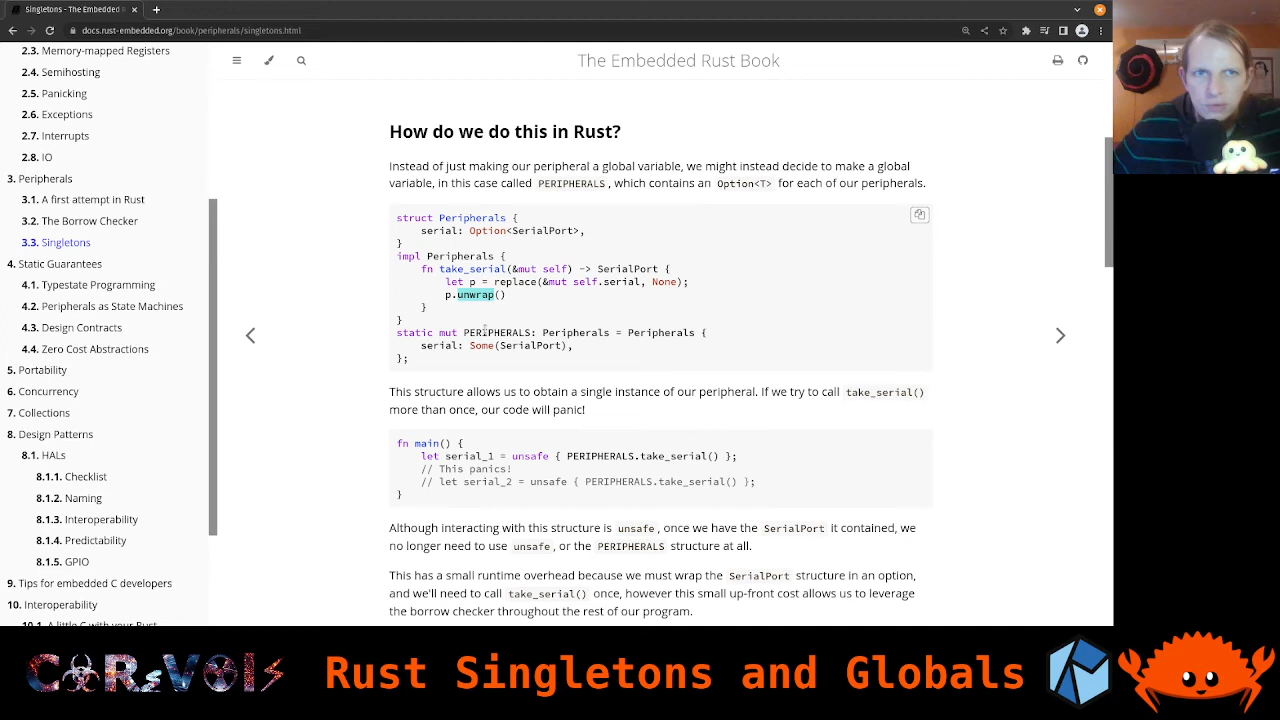 Singletons - The Embedded R
docs.rust-embedded.org/book/peripherals/singletons.html
2.3. Memory-mapped Registers
2.4. Semihosting
2.5. Panicking
2.6. Exceptions
2.7. Interrupts
2.8. IO
3. Peripherals
3.1. A first attempt in Rust
3.2. The Borrow Checker
3.3. Singletons
4. Static Guarantees
4.1. Typestate Programming
4.2. Peripherals as State Machines
4.3. Design Contracts
4.4. Zero Cost Abstractions
5. Portability
6. Concurrency
7. Collections
8. Design Patterns
8.1. HALs
8.1.1. Checklist
8.1.2. Naming
8.1.3. Interoperability
8.1.4. Predictability
8.1.5. GPIO
9. Tips for embedded C developers
10. Interoperability
10.1. A little C with your Rust
The Embedded Rust Book
How do we do this in Rust?
Instead of just making our peripheral a global variable, we might instead decide to make a global
variable, in this case called PERIPHERALS, which contains an Option<T> for each of our peripherals.
struct Peripherals {
serial: Option<SerialPort>,
}
impl Peripherals {
fn take_serial(&mut self) -> SerialPort {
let p = replace(&mut self.serial, None);
p.unwrap()
}
}
static mut PERIPHERALS: Peripherals = Peripherals {
serial: Some(SerialPort),
};
This structure allows us to obtain a single instance of our peripheral. If we try to call take_serial()
more than once, our code will panic!
fn main() {
let serial_1 = unsafe { PERIPHERALS.take_serial() };
// This panics!
// let serial_2 = unsafe { PERIPHERALS.take_serial() };
}
Although interacting with this structure is unsafe, once we have the SerialPort it contained, we
no longer need to use unsafe, or the PERIPHERALS structure at all.
This has a small runtime overhead because we must wrap the SerialPort structure in an option,
and we'll need to call take_serial() once, however this small up-front cost allows us to leverage
the borrow checker throughout the rest of our program.
Rust Singletons and Globals